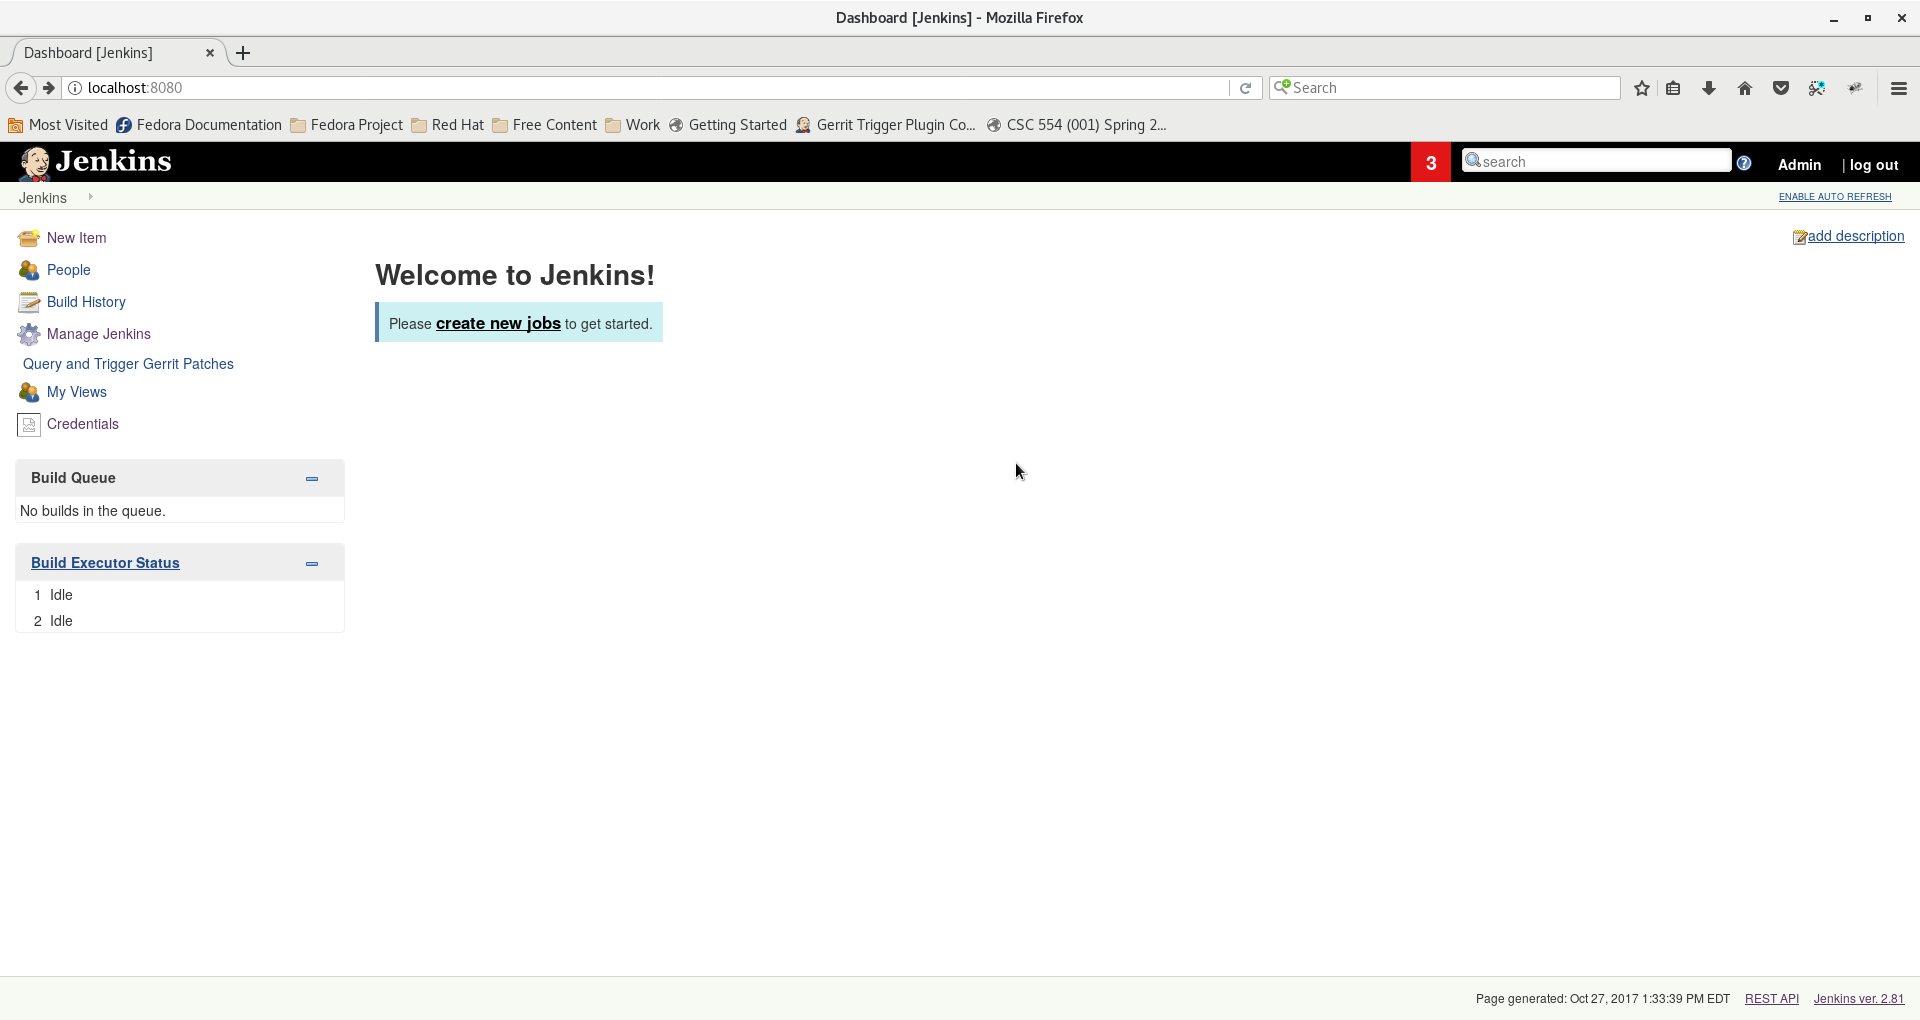 Dashboard [Jenkins] - Mozilla Firefox
Dashboard [Jenkins]
localhost:8080
Search
Most Visited Fedora Documentation Fedora Project Red Hat Free Content Work Getting Started Gerrit Trigger Plugin Co... CSC 554 (001) Spring 2...
Jenkins
3
search
Admin | log out
Jenkins
ENABLE AUTO REFRESH
New Item
People
Build History
Manage Jenkins
Query and Trigger Gerrit Patches
My Views
Credentials
add description
Welcome to Jenkins!
Please create new jobs to get started.
Build Queue
No builds in the queue.
Build Executor Status
1 Idle
2 Idle
Page generated: Oct 27, 2017 1:33:39 PM EDT REST API Jenkins ver. 2.81